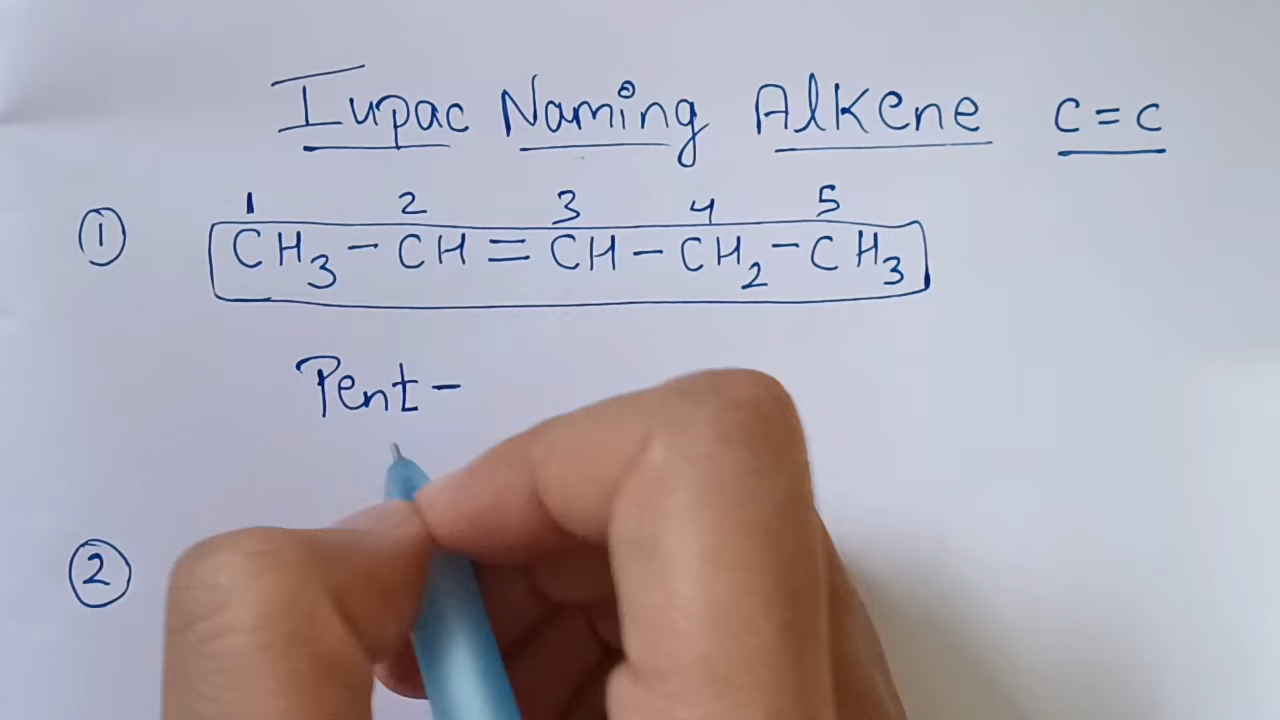 Iupac Naming Alkene C=C
1 2 3 4 5
① CH₃-CH=CH-CH₂-CH₃
Pent-
②